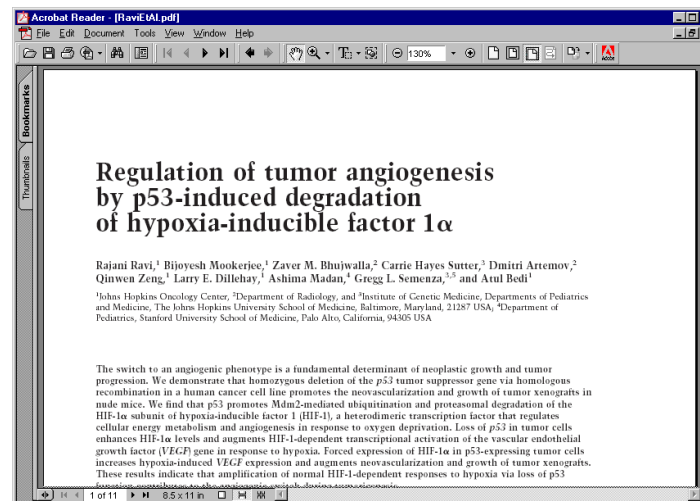 Acrobat Reader - [RaviEtAl.pdf]
File Edit Document Tools View Window Help
130%
Adobe
Bookmarks
Thumbnails
Regulation of tumor angiogenesis
by p53-induced degradation
of hypoxia-inducible factor 1α
Rajani Ravi,¹ Bijoyesh Mookerjee,¹ Zaver M. Bhujwalla,² Carrie Hayes Sutter,³ Dmitri Artemov,²
Qinwen Zeng,¹ Larry E. Dillehay,¹ Ashima Madan,⁴ Gregg L. Semenza,³,⁵ and Atul Bedi¹
¹Johns Hopkins Oncology Center, ²Department of Radiology, and ³Institute of Genetic Medicine, Departments of Pediatrics
and Medicine, The Johns Hopkins University School of Medicine, Baltimore, Maryland, 21287 USA; ⁴Department of
Pediatrics, Stanford University School of Medicine, Palo Alto, California, 94305 USA
The switch to an angiogenic phenotype is a fundamental determinant of neoplastic growth and tumor
progression. We demonstrate that homozygous deletion of the p53 tumor suppressor gene via homologous
recombination in a human cancer cell line promotes the neovascularization and growth of tumor xenografts in
nude mice. We find that p53 promotes Mdm2-mediated ubiquitination and proteasomal degradation of the
HIF-1α subunit of hypoxia-inducible factor 1 (HIF-1), a heterodimeric transcription factor that regulates
cellular energy metabolism and angiogenesis in response to oxygen deprivation. Loss of p53 in tumor cells
enhances HIF-1α levels and augments HIF-1-dependent transcriptional activation of the vascular endothelial
growth factor (VEGF) gene in response to hypoxia. Forced expression of HIF-1α in p53-expressing tumor cells
increases hypoxia-induced VEGF expression and augments neovascularization and growth of tumor xenografts.
These results indicate that amplification of normal HIF-1-dependent responses to hypoxia via loss of p53
function contributes to the angiogenic switch during tumorigenesis.
1 of 11 8.5 x 11 in